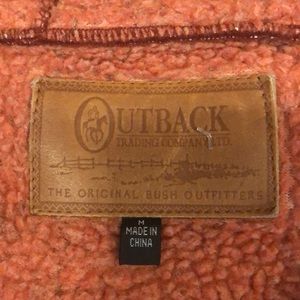 OUTBACK
TRADING COMPANY LTD.
THE ORIGINAL BUSH OUTFITTERS
M
MADE IN
CHINA